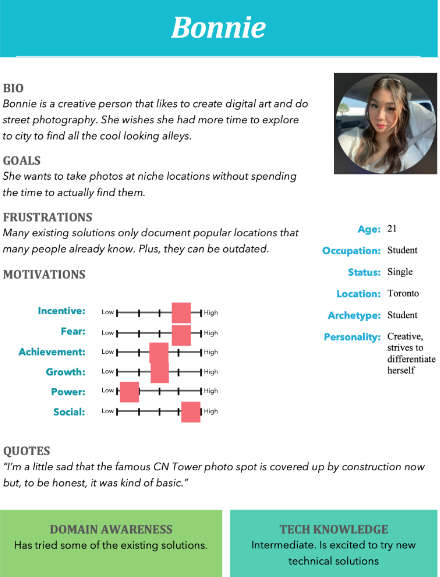 Bonnie
BIO
Bonnie is a creative person that likes to create digital art and do
street photography. She wishes she had more time to explore
to city to find all the cool looking alleys.
GOALS
She wants to take photos at niche locations without spending
the time to actually find them.
FRUSTRATIONS
Many existing solutions only document popular locations that
many people already know. Plus, they can be outdated.
MOTIVATIONS
Incentive: Low High
Fear: Low High
Achievement: Low High
Growth: Low High
Power: Low High
Social: Low High
Age: 21
Occupation: Student
Status: Single
Location: Toronto
Archetype: Student
Personality: Creative,
strives to
differentiate
herself
QUOTES
“I’m a little sad that the famous CN Tower photo spot is covered up by construction now
but, to be honest, it was kind of basic.”
DOMAIN AWARENESS
Has tried some of the existing solutions.
TECH KNOWLEDGE
Intermediate. Is excited to try new
technical solutions